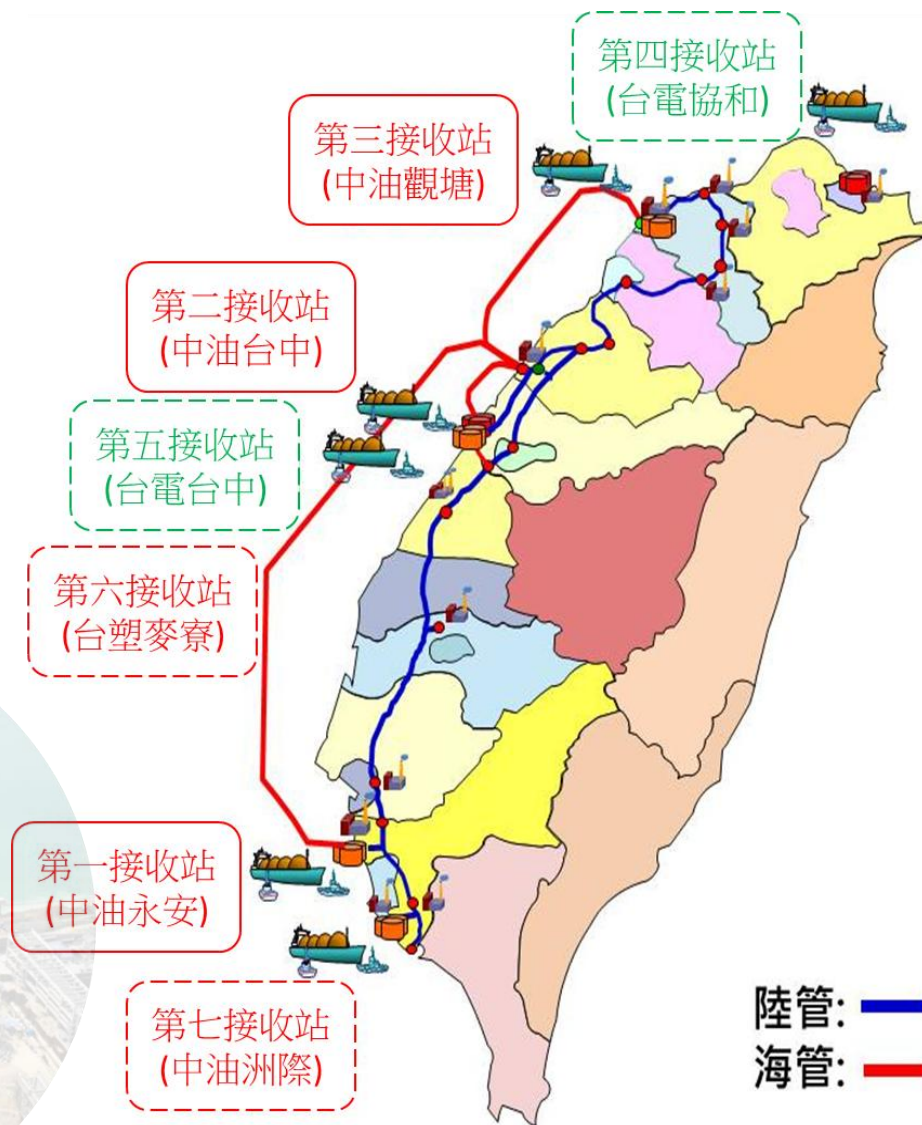 第四接收站
(台電協和)
第三接收站
(中油觀塘)
第二接收站
(中油台中)
第五接收站
(台電台中)
第六接收站
(台塑麥寮)
第一接收站
(中油永安)
第七接收站
(中油洲際)
陸管:
海管: